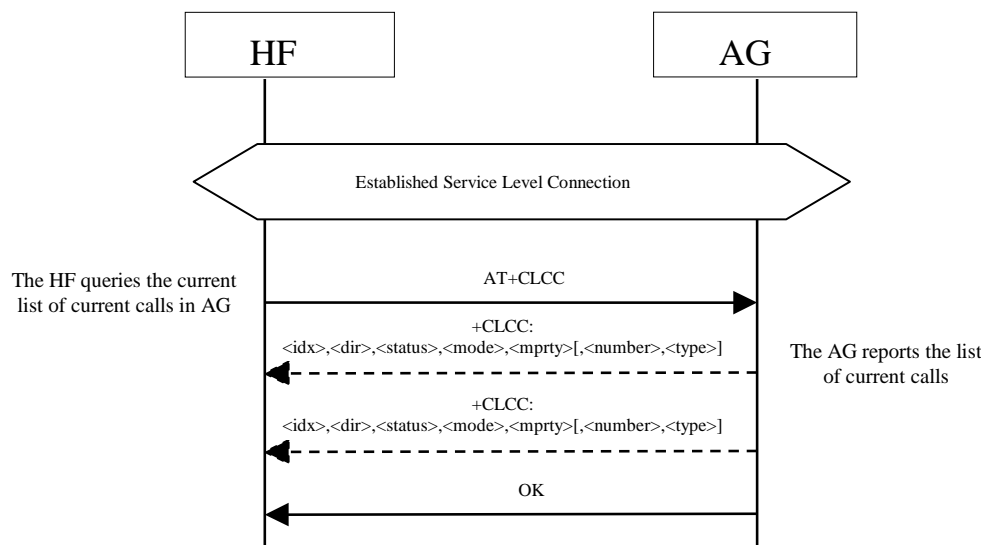 HF
AG
Established Service Level Connection
The HF queries the current
list of current calls in AG
AT+CLCC
+CLCC:
<idx>,<dir>,<status>,<mode>,<mprty>[,<number>,<type>]
The AG reports the list
of current calls
+CLCC:
<idx>,<dir>,<status>,<mode>,<mprty>[,<number>,<type>]
OK